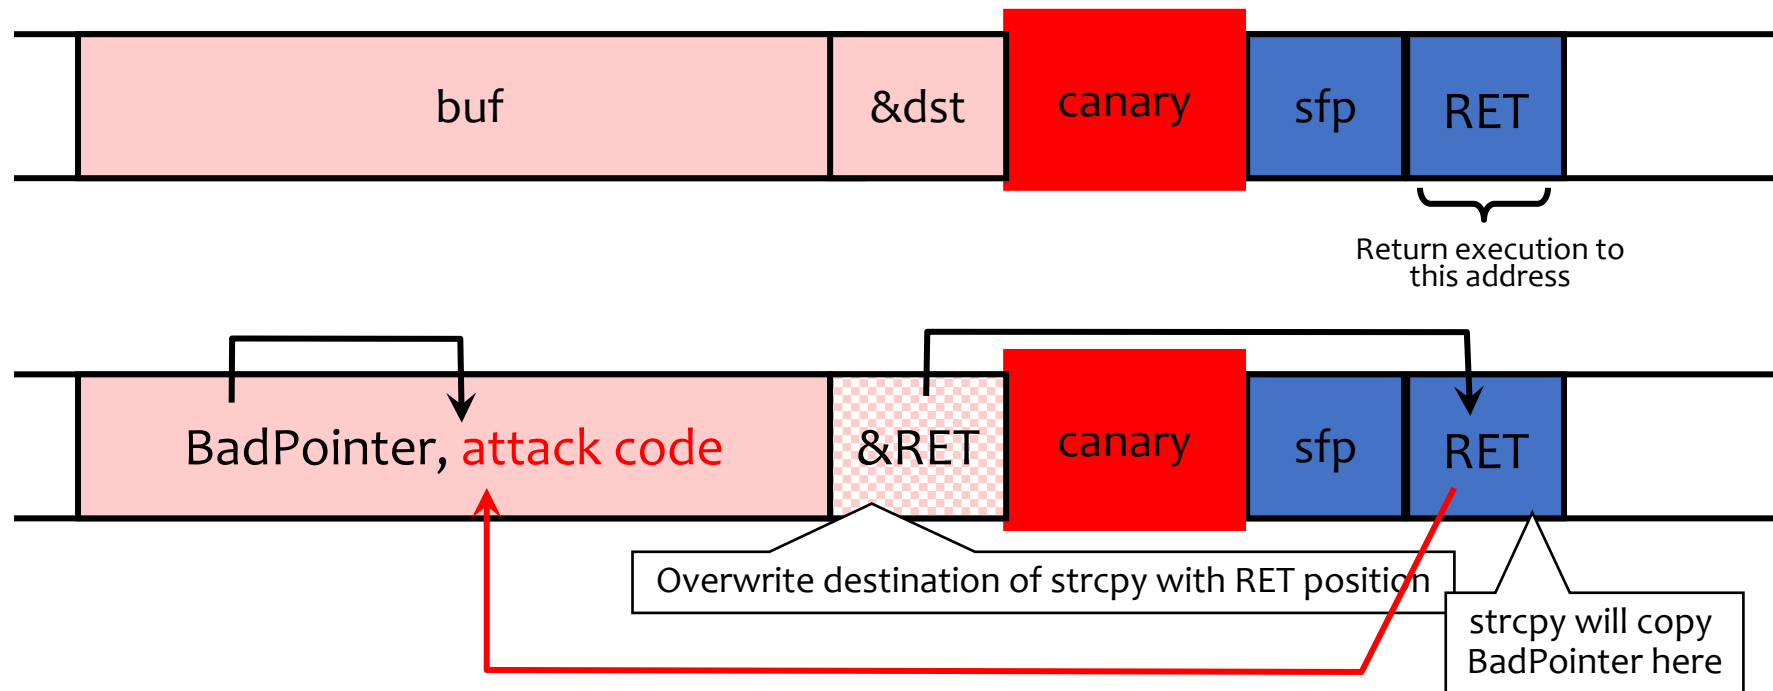 buf
&dst
canary
sfp
RET
Return execution to
this address
BadPointer, attack code
&RET
canary
sfp
RET
Overwrite destination of strcpy with RET position
strcpy will copy
BadPointer here